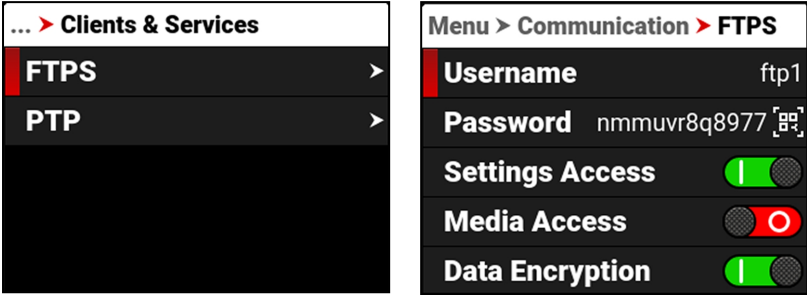 ... > Clients & Services
FTPS >
PTP >
Menu > Communication > FTPS
Username ftp1
Password nmmuvr8q8977
Settings Access
Media Access
Data Encryption